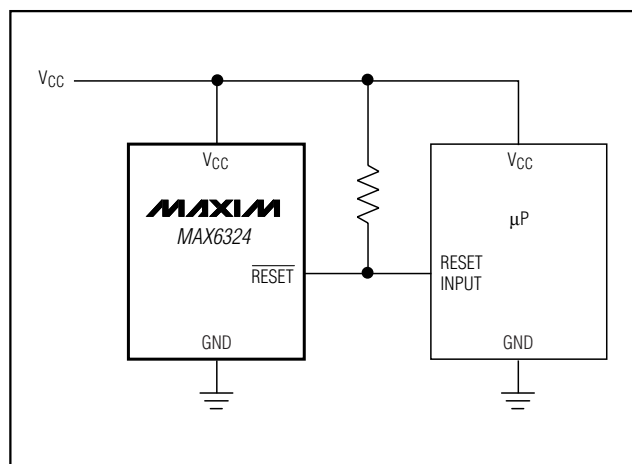 VCC
VCC
MAXIM
MAX6324
RESET
GND
VCC
μP
RESET
INPUT
GND